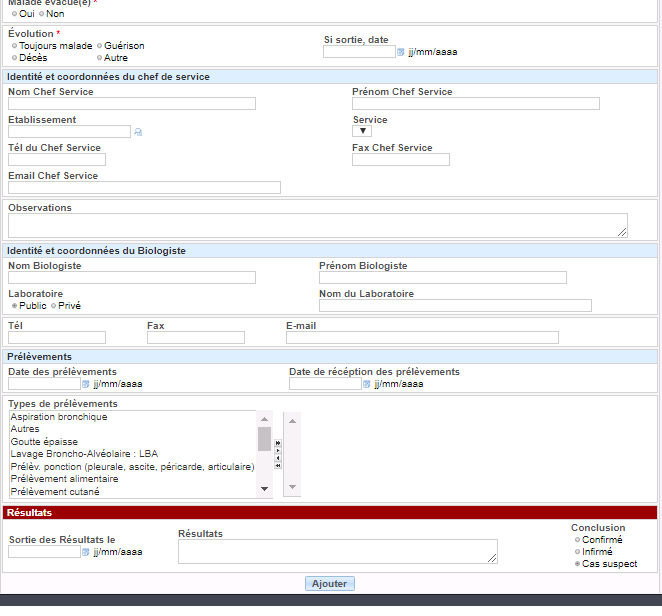 Malade évacué(e) *
Oui Non
Évolution *
Toujours malade Guérison
Décès Autre
Si sortie, date
jj/mm/aaaa
Identité et coordonnées du chef de service
Nom Chef Service Prénom Chef Service
Etablissement Service
Tél du Chef Service Fax Chef Service
Email Chef Service
Observations
Identité et coordonnées du Biologiste
Nom Biologiste Prénom Biologiste
Laboratoire Nom du Laboratoire
Public Privé
Tél Fax E-mail
Prélèvements
Date des prélèvements Date de récéption des prélèvements
jj/mm/aaaa jj/mm/aaaa
Types de prélèvements
Aspiration bronchique
Autres
Goutte épaisse
Lavage Broncho-Alvéolaire : LBA
Prélèv. ponction (pleurale, ascite, péricarde, articulaire)
Prélèvement alimentaire
Prélèvement cutané
Résultats
Sortie des Résultats le Résultats Conclusion
jj/mm/aaaa
Confirmé
Infirmé
Cas suspect
Ajouter